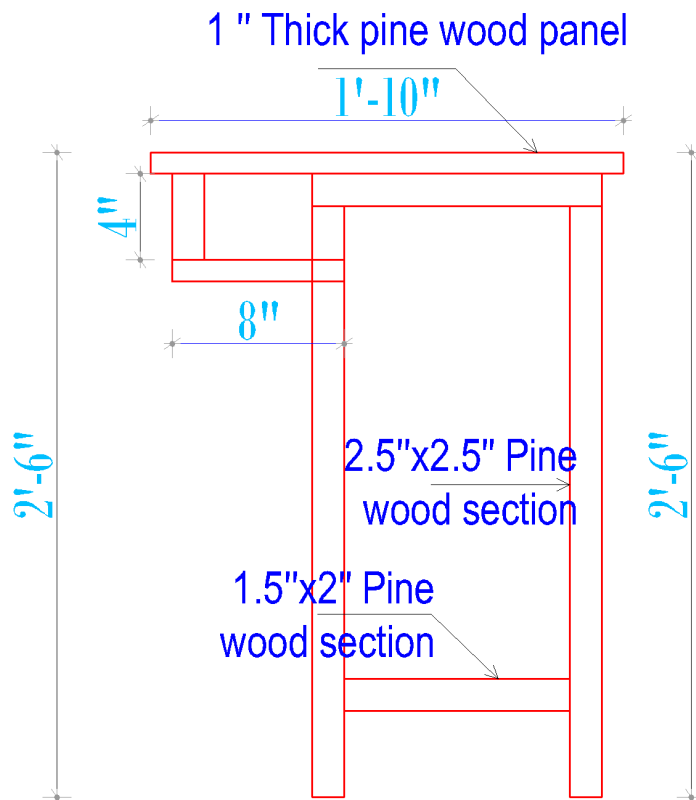 1 " Thick pine wood panel
1'-10"
4"
8"
2'-6"
2'-6"
2.5"x2.5" Pine
wood section
1.5"x2" Pine
wood section